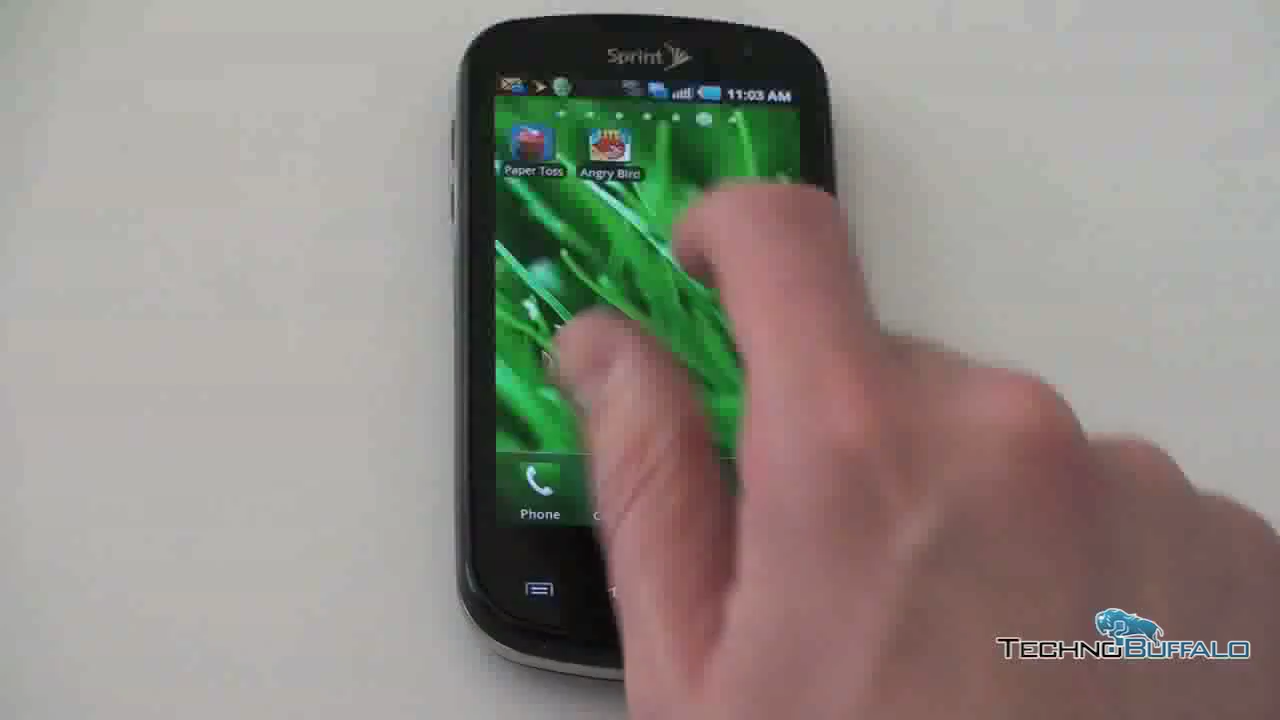 Sprint
11:03 AM
Paper Toss
Angry Bird
Phone
TECHNOBUFFALO